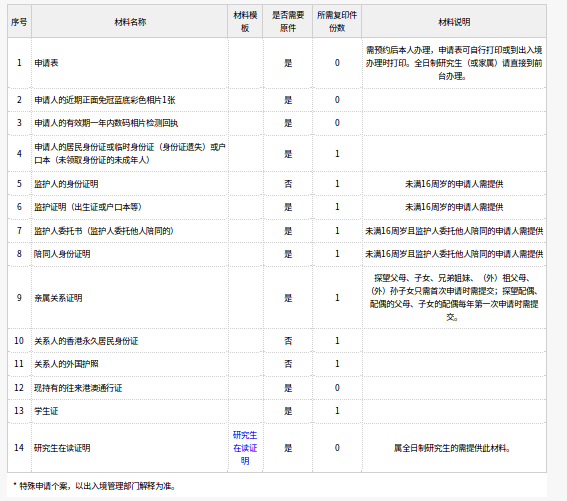 序号 材料名称 材料模板 是否需要原件 所需复印件份数 材料说明
1 申请表 是 0 需预约后本人办理，申请表可自行打印或到出入境办理时打印。全日制研究生（或家属）请直接到前台办理。
2 申请人的近期正面免冠蓝底彩色相片1张 是 0
3 申请人的有效期一年内数码相片检测回执 是 0
4 申请人的居民身份证或临时身份证（身份证遗失）或户口本（未领取身份证的未成年人） 是 1
5 监护人的身份证明 否 1 未满16周岁的申请人需提供
6 监护证明（出生证或户口本等） 是 1 未满16周岁的申请人需提供
7 监护人委托书（监护人委托他人陪同的） 是 1 未满16周岁且监护人委托他人陪同的申请人需提供
8 陪同人身份证明 是 1 未满16周岁且监护人委托他人陪同的申请人需提供
9 亲属关系证明 是 1 探望父母、子女、兄弟姐妹、（外）祖父母、（外）孙子女只需首次申请时需提交；探望配偶、配偶的父母、子女的配偶每年第一次申请时需提交。
10 关系人的香港永久居民身份证 否 1
11 关系人的外国护照 否 1
12 现持有的往来港澳通行证 是 0
13 学生证 是 1
14 研究生在读证明 研究生在读证明 是 0 属全日制研究生的需提供此材料。
* 特殊申请个案，以出入境管理部门解释为准。